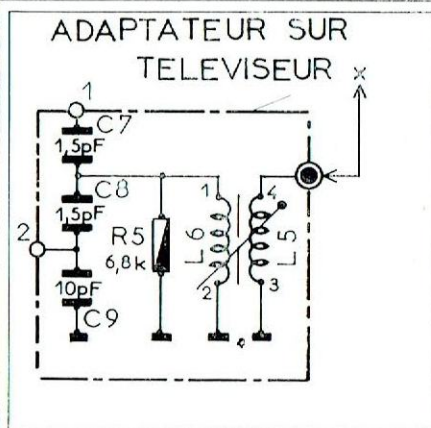 ADAPTATEUR SUR
TELEVISEUR
x
1
C7
1,5pF
C8
1,5pF
2
10pF
C9
R5
6,8k
1
L6
2
4
L5
3